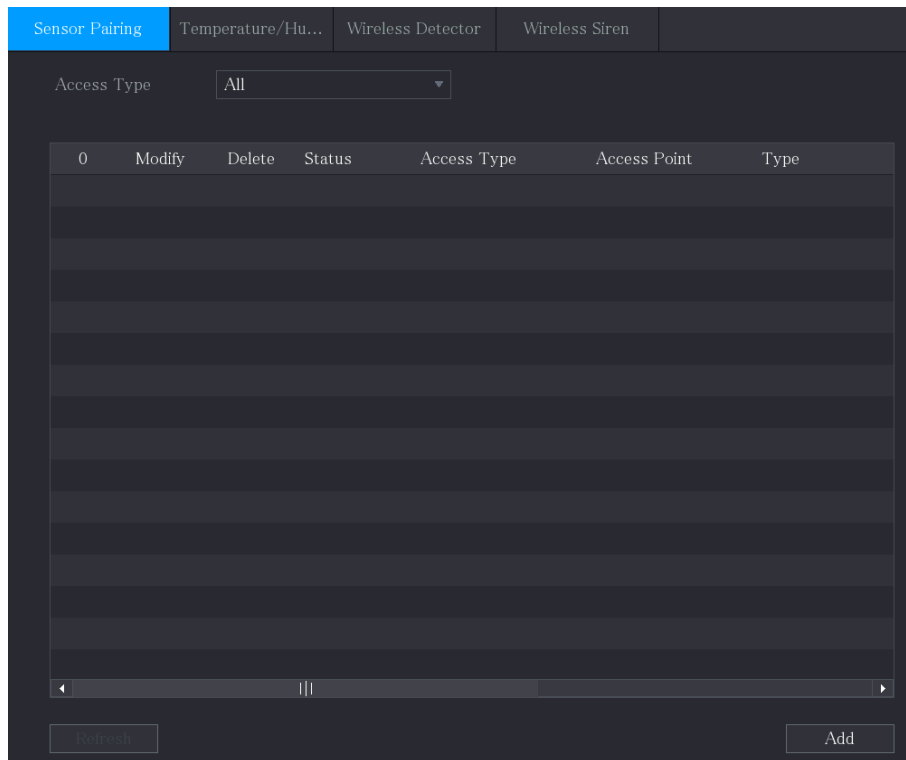 Sensor Pairing Temperature/Hu... Wireless Detector Wireless Siren
Access Type All
0 Modify Delete Status Access Type Access Point Type
Refresh Add